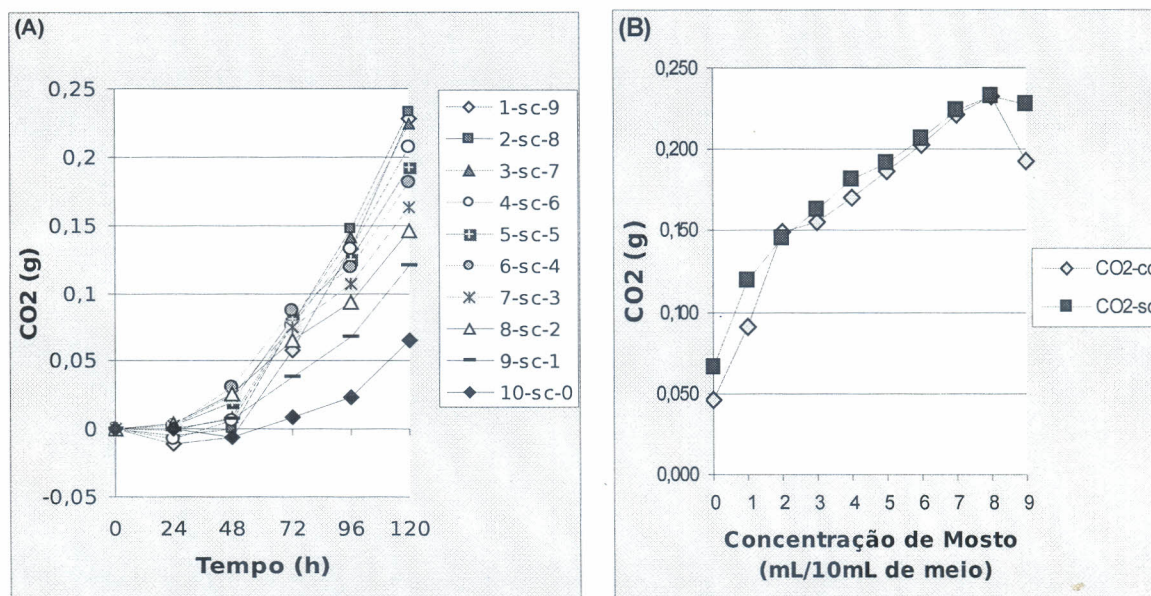 (A)
0,25
0,2
0,15
0,1
0,05
0
-0,05
CO2 (g)
0 24 48 72 96 120
Tempo (h)
1-sc-9
2-sc-8
3-sc-7
4-sc-6
5-sc-5
6-sc-4
7-sc-3
8-sc-2
9-sc-1
10-sc-0
(B)
0,250
0,200
0,150
0,100
0,050
0,000
CO2 (g)
0 1 2 3 4 5 6 7 8 9
Concentração de Mosto
(mL/10mL de meio)